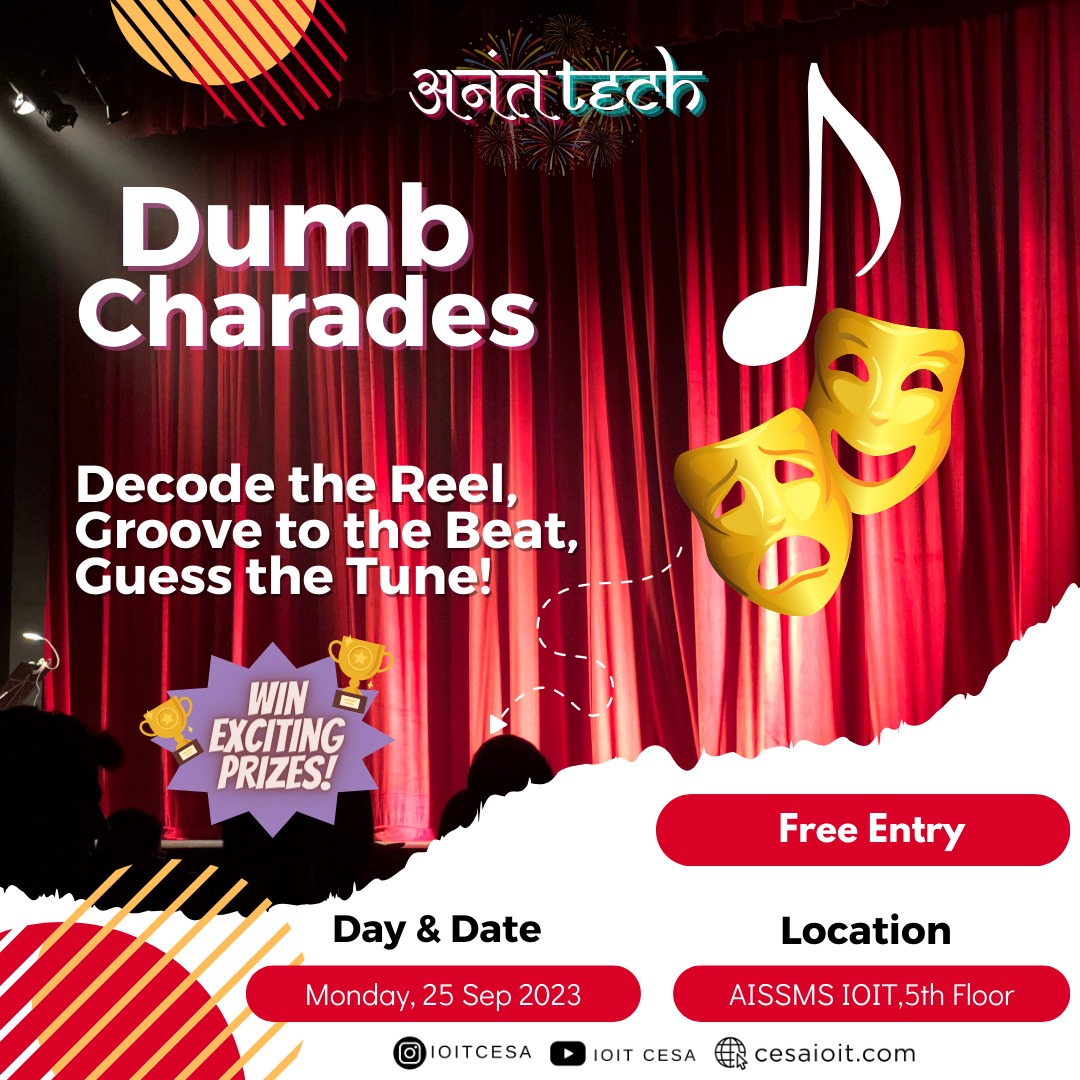 अनंत tech
Dumb
Charades
Decode the Reel,
Groove to the Beat,
Guess the Tune!
WIN
EXCITING
PRIZES!
Free Entry
Day & Date
Location
Monday, 25 Sep 2023
AISSMS IOIT,5th Floor
IOITCESA
IOIT CESA
cesaioit.com